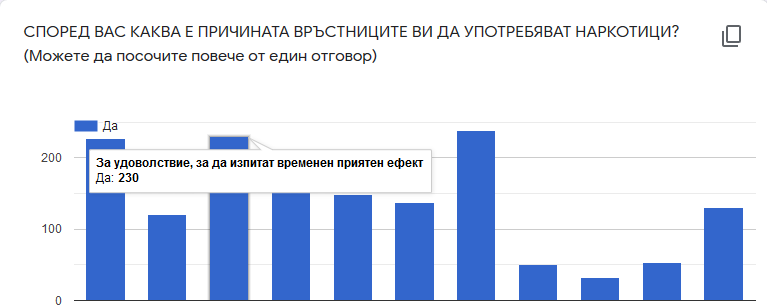 СПОРЕД ВАС КАКВА Е ПРИЧИНАТА ВРЪСТНИЦИТЕ ВИ ДА УПОТРЕБЯВАТ НАРКОТИЦИ?
(Можете да посочите повече от един отговор)
Да
За удоволствие, за да изпитат временен приятен ефект
Да: 230
200
100
0